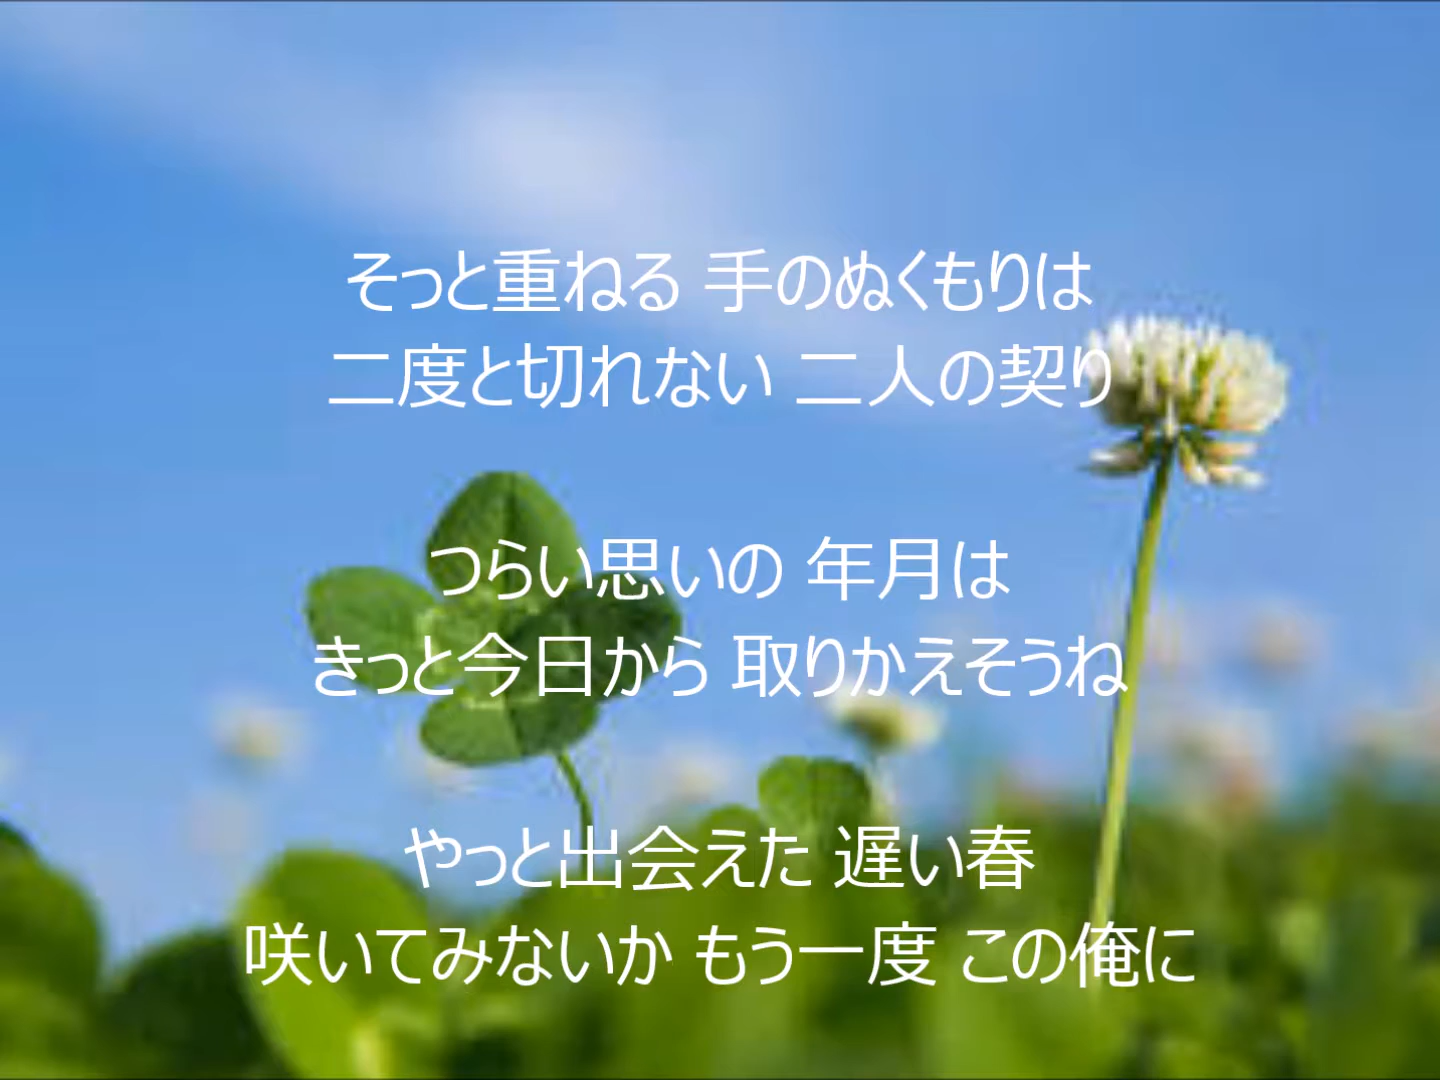 そっと重ねる 手のぬくもりは
二度と切れない 二人の契り
つらい思いの 年月は
きっと今日から 取りかえそうね
やっと出会えた 遅い春
咲いてみないか もう一度 この俺に